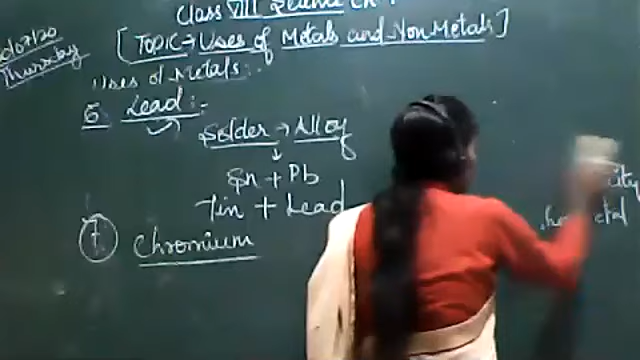 Class VIII Science Ch
[Topic → Uses of Metals and Non Metals]
Thursday
Uses of Metals:-
6. Lead:-
Solder → Alloy
↓
Sn + Pb
Tin + Lead
7 Chromium